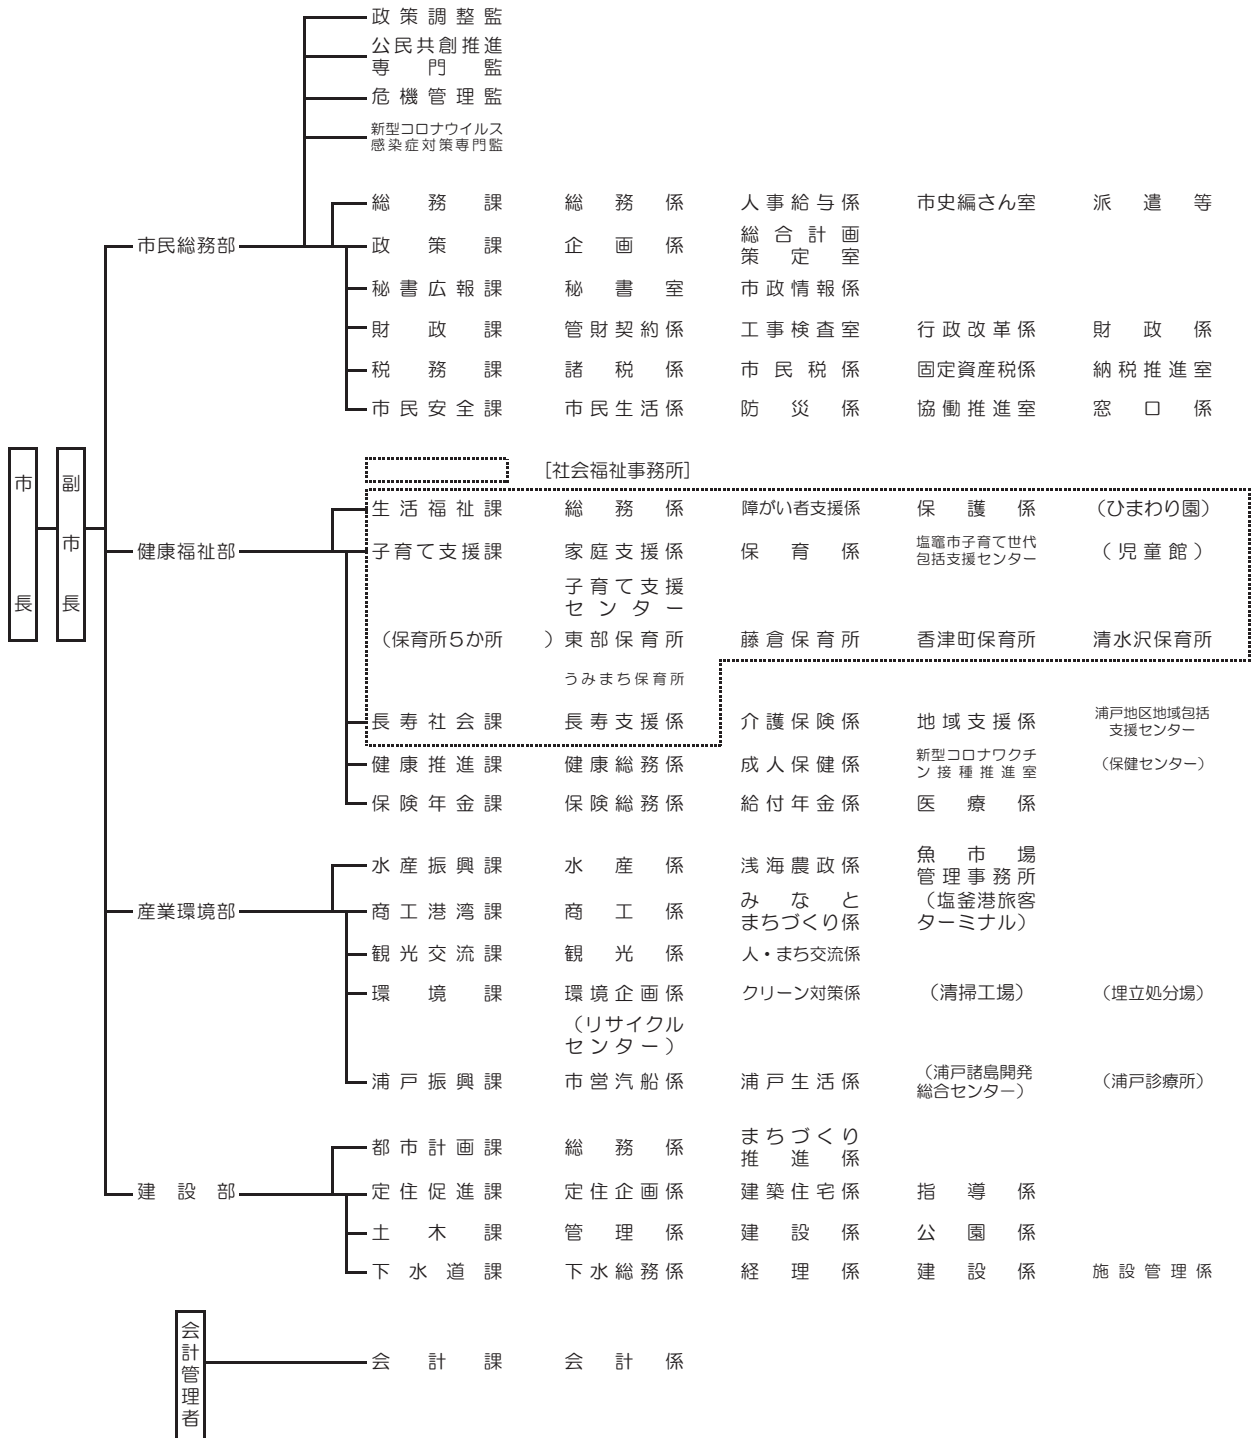 政策調整監
公民共創推進
専門監
危機管理監
新型コロナウイルス
感染症対策専門監
総務課 総務係 人事給与係 市史編さん室 派遣等
市民総務部
政策課 企画係 総合計画
策定室
秘書広報課 秘書室 市政情報係
財政課 管財契約係 工事検査室 行政改革係 財政係
税務課 諸税係 市民税係 固定資産税係 納税推進室
市民安全課 市民生活係 防災係 協働推進室 窓口係
市長
副市長
[社会福祉事務所]
生活福祉課 総務係 障がい者支援係 保護係 (ひまわり園)
健康福祉部
子育て支援課 家庭支援係 保育係 塩竈市子育て世代
包括支援センター (児童館)
子育て支援
センター
(保育所5か所 ) 東部保育所 藤倉保育所 香津町保育所 清水沢保育所
うみまち保育所
長寿社会課 長寿支援係 介護保険係 地域支援係 浦戸地区地域包括
支援センター
健康推進課 健康総務係 成人保健係 新型コロナワクチ
ン接種推進室 (保健センター)
保険年金課 保険総務係 給付年金係 医療係
水産振興課 水産係 浅海農政係 魚市場
管理事務所
産業環境部
商工港湾課 商工係 みなと
まちづくり係 (塩釜港旅客
ターミナル)
観光交流課 観光係 人・まち交流係
環境課 環境企画係 クリーン対策係 (清掃工場) (埋立処分場)
(リサイクル
センター)
浦戸振興課 市営汽船係 浦戸生活係 (浦戸諸島開発
総合センター) (浦戸診療所)
都市計画課 総務係 まちづくり
推進係
建設部
定住促進課 定住企画係 建築住宅係 指導係
土木課 管理係 建設係 公園係
下水道課 下水総務係 経理係 建設係 施設管理係
会計管理者
会計課 会計係